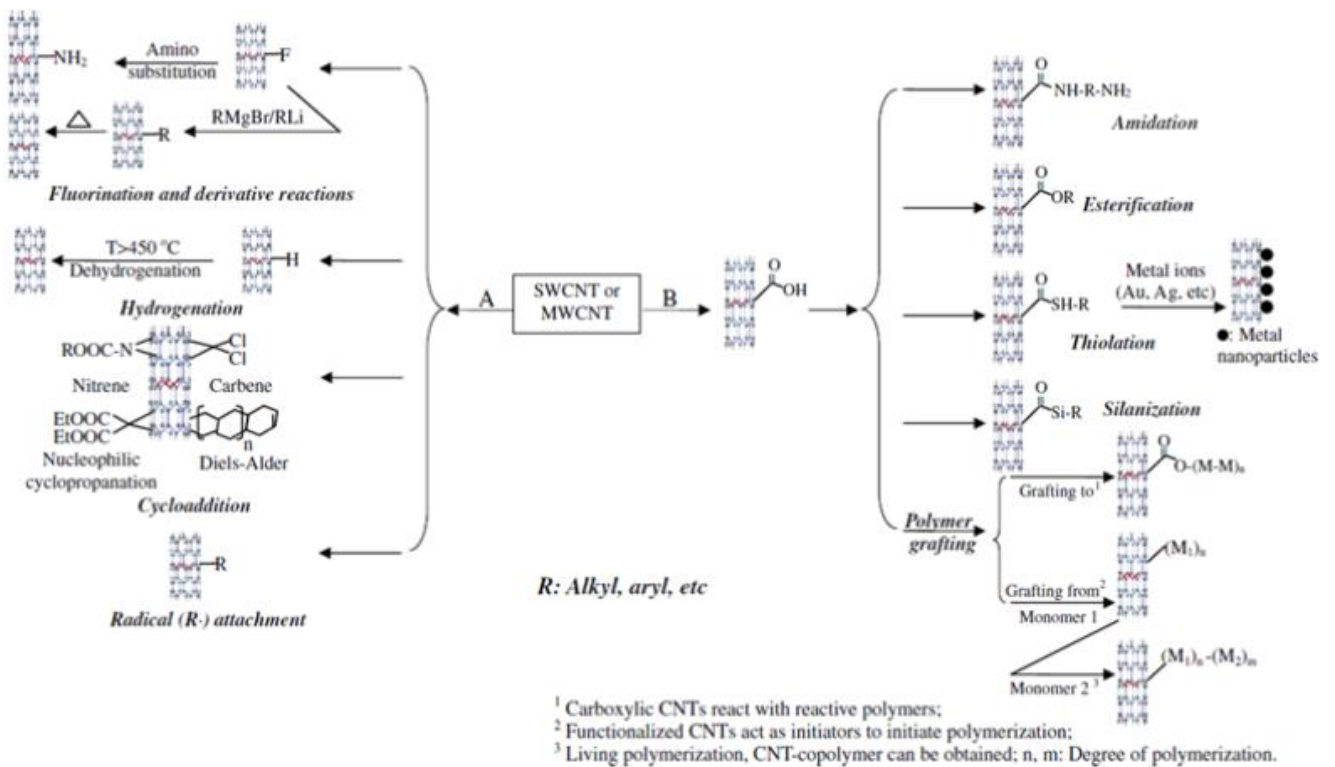 NH₂
Amino
substitution
F
△
R
RMgBr/RLi
Fluorination and derivative reactions
T>450 °C
Dehydrogenation
H
Hydrogenation
ROOC-N
Cl
Cl
Nitrene
Carbene
EtOOC
EtOOC
n
Nucleophilic
cyclopropanation
Diels-Alder
Cycloaddition
R
Radical (R·) attachment
A
SWCNT or
MWCNT
B
O
OH
R: Alkyl, aryl, etc
O
NH-R-NH₂
Amidation
O
OR
Esterification
O
SH-R
Thiolation
Metal ions
(Au, Ag, etc)
●: Metal
nanoparticles
O
Si-R
Silanization
Polymer
grafting
Grafting to¹
O
O-(M-M)ₙ
Grafting from²
Monomer 1
(M₁)ₙ
Monomer 2 ³
(M₁)ₙ-(M₂)ₘ
¹ Carboxylic CNTs react with reactive polymers;
² Functionalized CNTs act as initiators to initiate polymerization;
³ Living polymerization, CNT-copolymer can be obtained; n, m: Degree of polymerization.